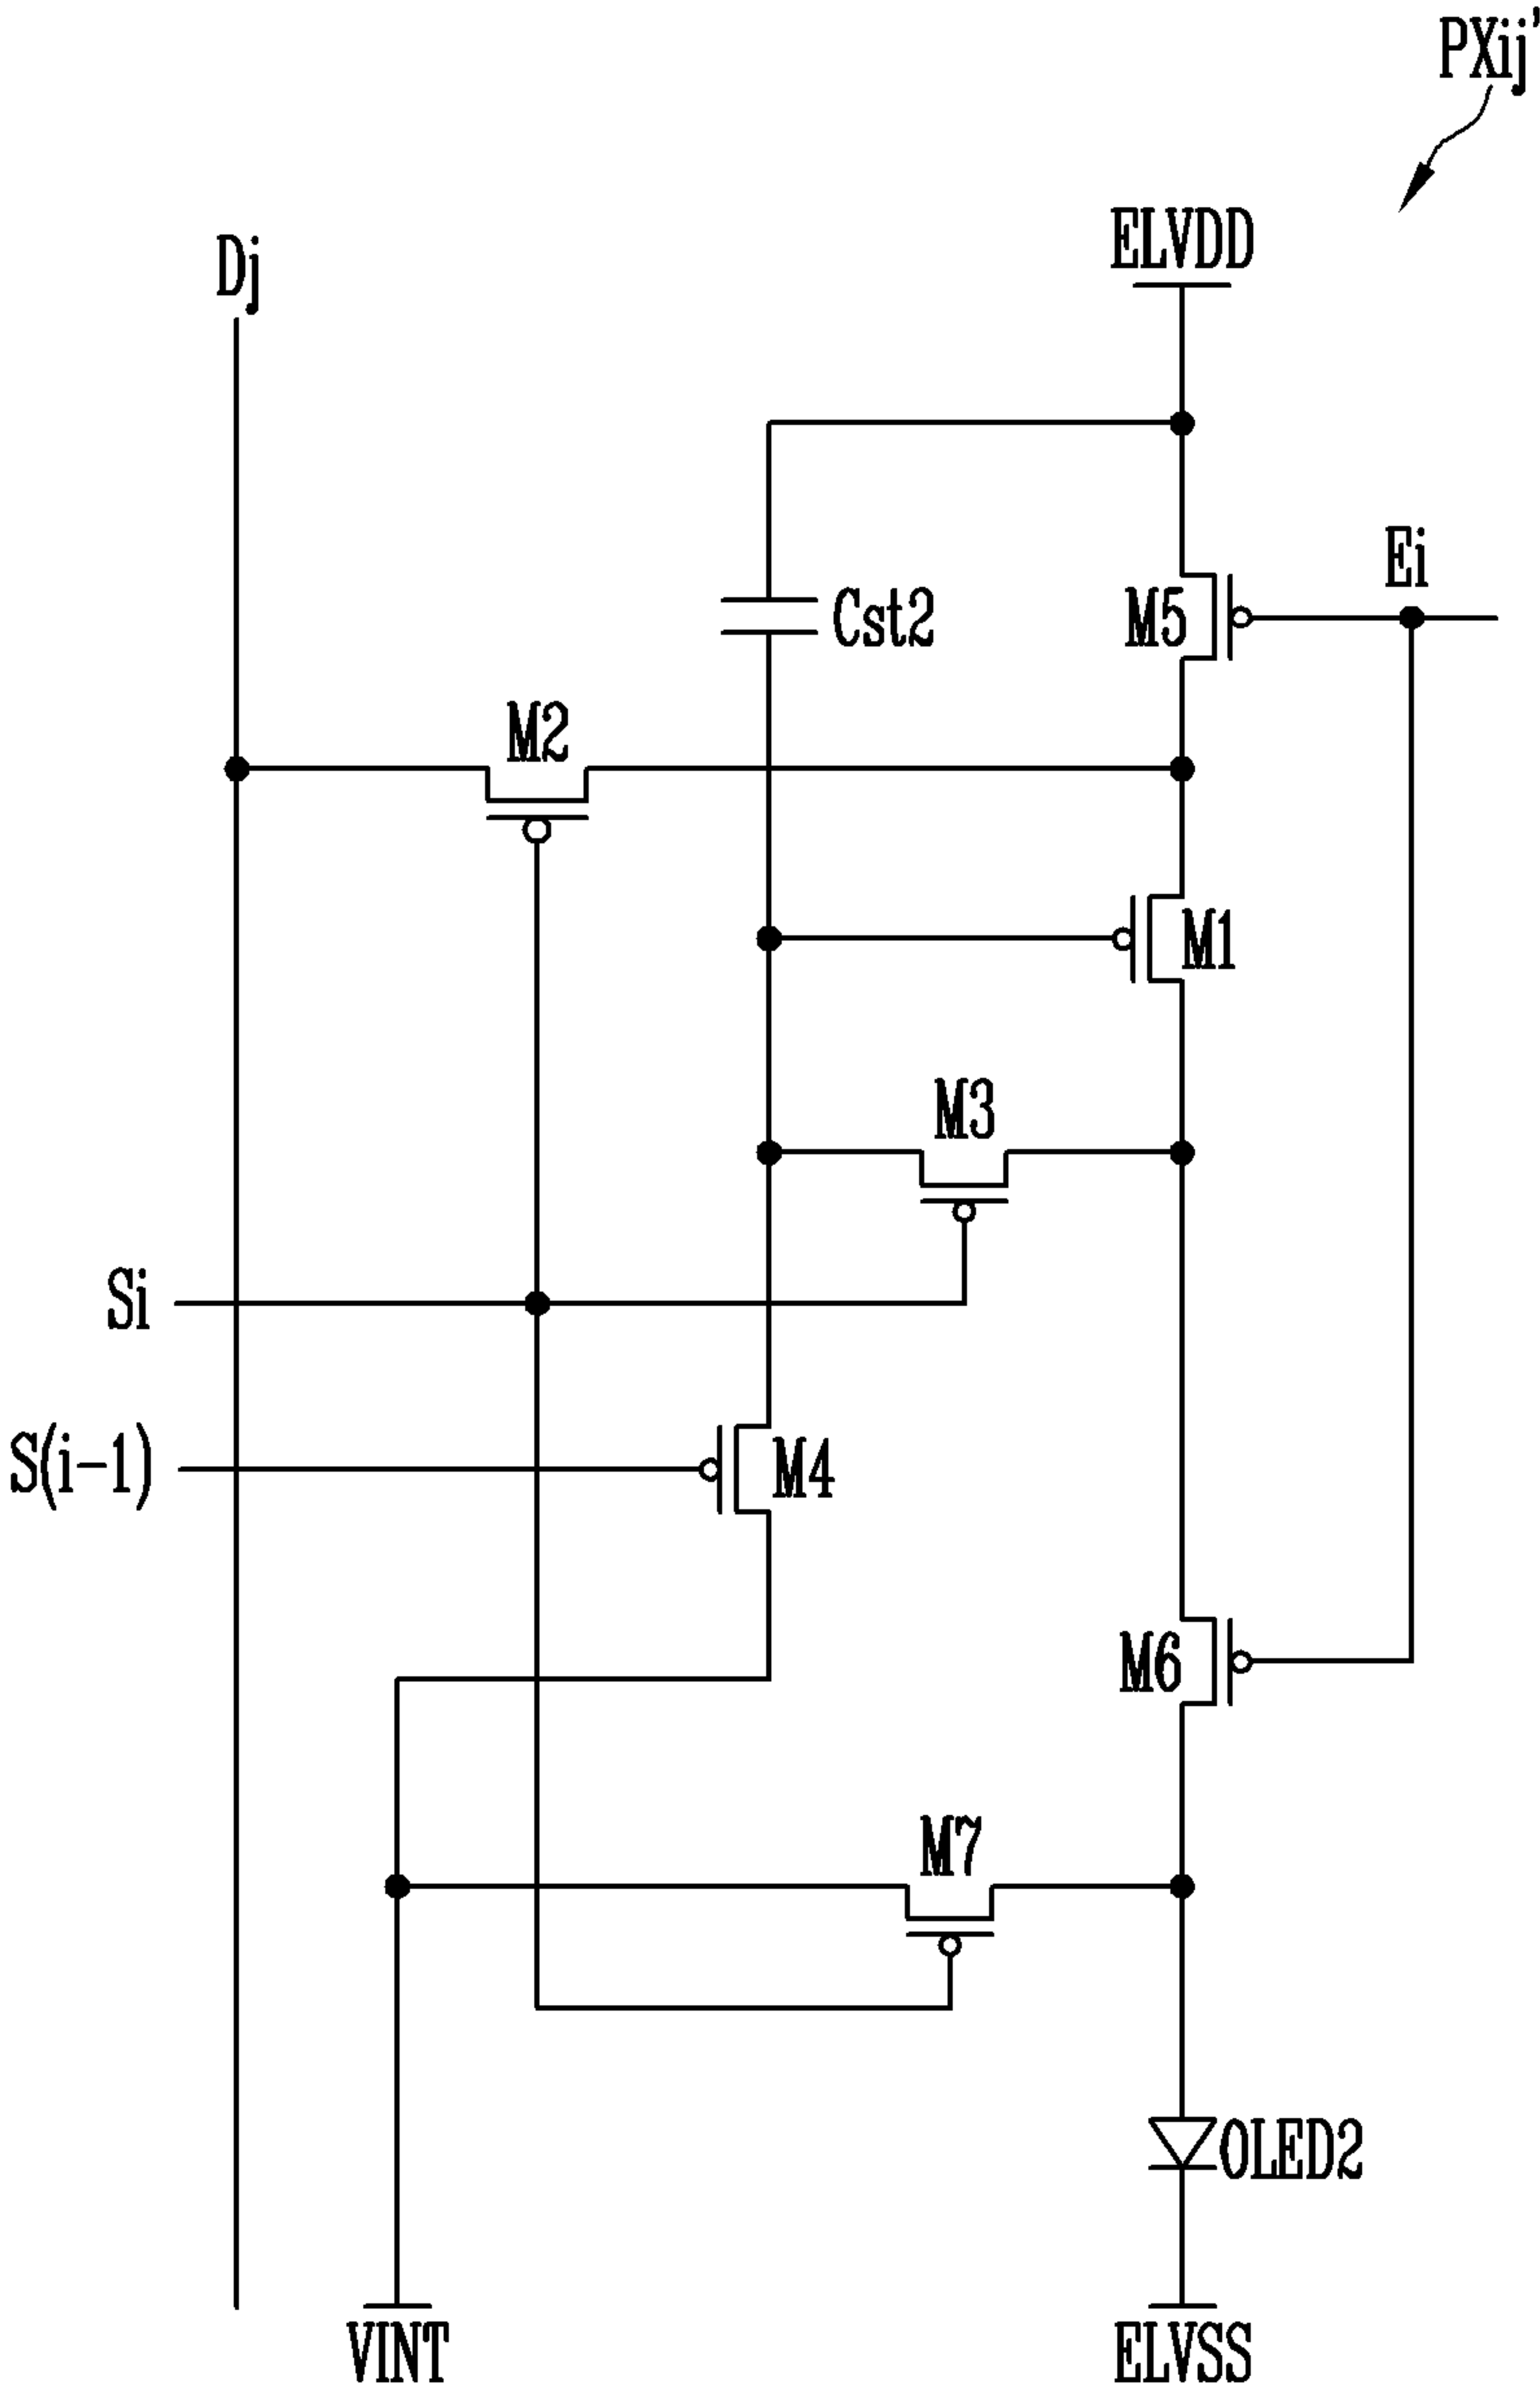 PXij'
ELVDD
Dj
Ei
Cst2
M5
M2
M1
M3
Si
S(i-1)
M4
M6
M7
OLED2
VINT
ELVSS